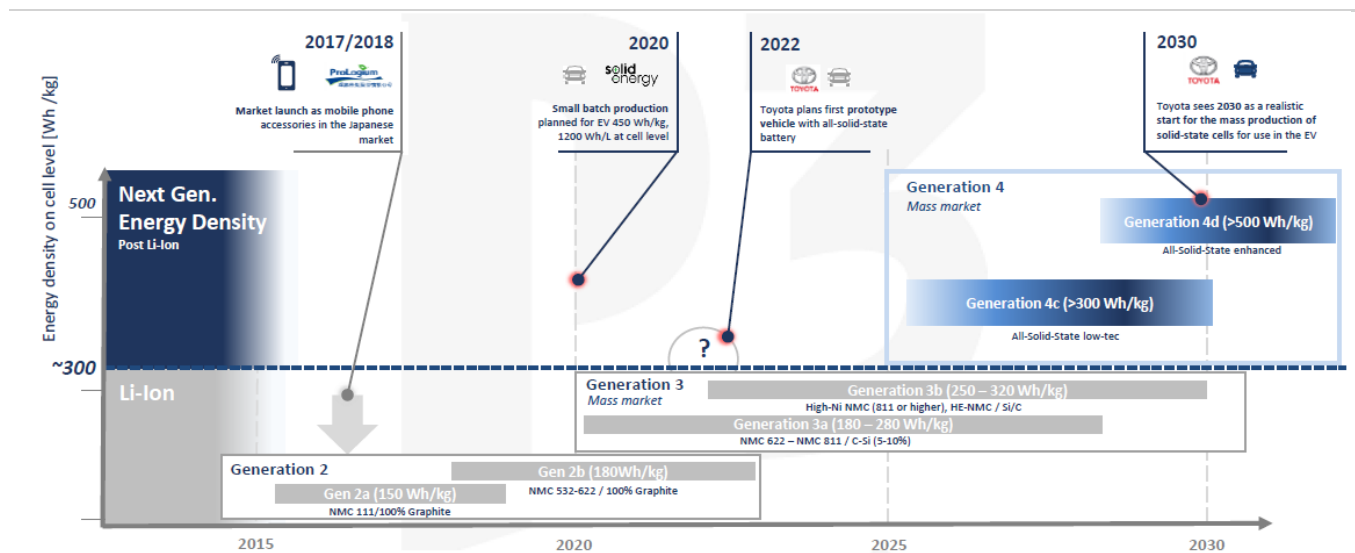 2017/2018
ProLogium
Market launch as mobile phone
accessories in the Japanese
market
2020
solid
energy
Small batch production
planned for EV 450 Wh/kg,
1200 Wh/L at cell level
2022
TOYOTA
Toyota plans first prototype
vehicle with all-solid-state
battery
2030
TOYOTA
Toyota sees 2030 as a realistic
start for the mass production of
solid-state cells for use in the EV
Energy density on cell level [Wh /kg]
500
~300
Next Gen.
Energy Density
Post Li-Ion
Li-Ion
Generation 4
Mass market
Generation 4d (>500 Wh/kg)
All-Solid-State enhanced
Generation 4c (>300 Wh/kg)
All-Solid-State low-tec
?
Generation 3
Mass market
Generation 3b (250 – 320 Wh/kg)
High-Ni NMC (811 or higher), HE-NMC / Si/C
Generation 3a (180 – 280 Wh/kg)
NMC 622 – NMC 811 / C-Si (5-10%)
Generation 2
Gen 2b (180Wh/kg)
NMC 532-622 / 100% Graphite
Gen 2a (150 Wh/kg)
NMC 111/100% Graphite
2015
2020
2025
2030